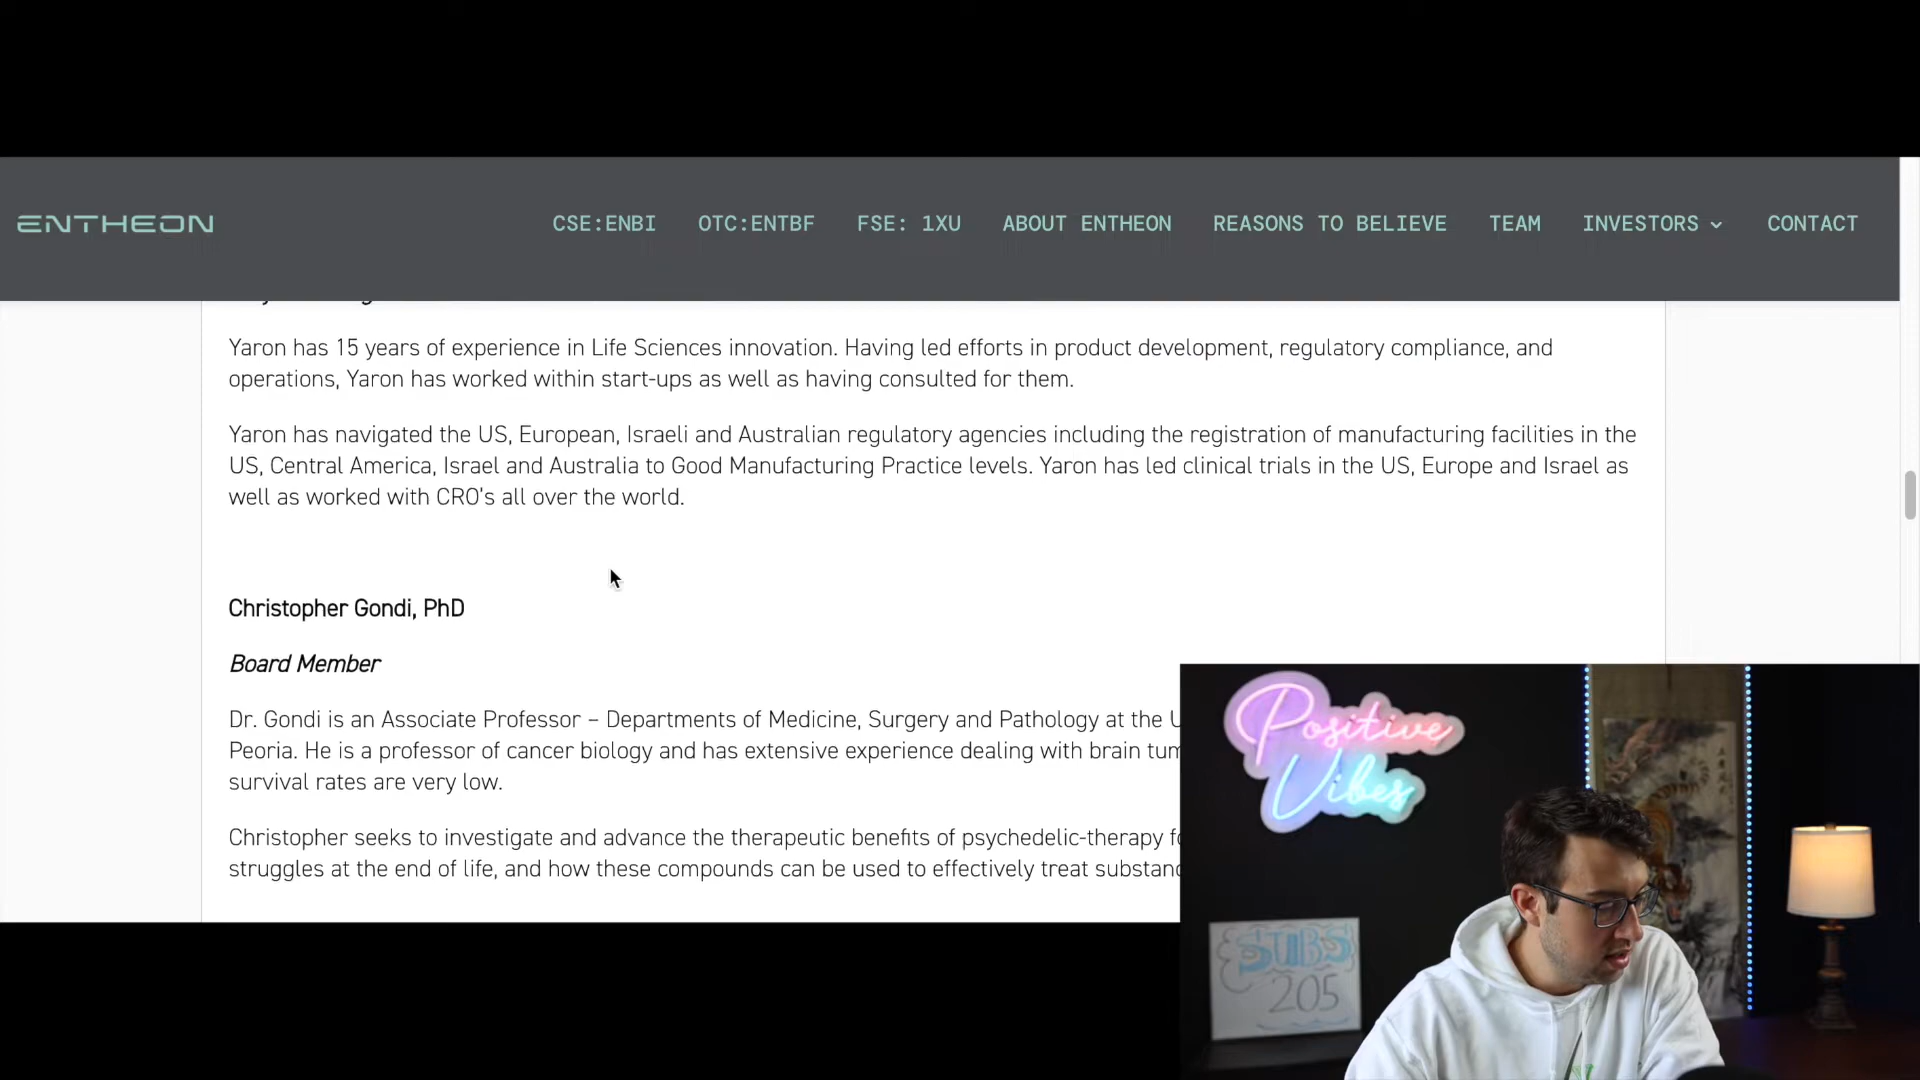 ENTHEON
CSE:ENBI OTC:ENTBF FSE: 1XU ABOUT ENTHEON REASONS TO BELIEVE TEAM INVESTORS CONTACT
Yaron has 15 years of experience in Life Sciences innovation. Having led efforts in product development, regulatory compliance, and
operations, Yaron has worked within start-ups as well as having consulted for them.
Yaron has navigated the US, European, Israeli and Australian regulatory agencies including the registration of manufacturing facilities in the
US, Central America, Israel and Australia to Good Manufacturing Practice levels. Yaron has led clinical trials in the US, Europe and Israel as
well as worked with CRO's all over the world.
Christopher Gondi, PhD
Board Member
Dr. Gondi is an Associate Professor – Departments of Medicine, Surgery and Pathology at the
Peoria. He is a professor of cancer biology and has extensive experience dealing with brain
survival rates are very low.
Christopher seeks to investigate and advance the therapeutic benefits of psychedelic-therapy
struggles at the end of life, and how these compounds can be used to effectively treat
Positive
Vibes
SUBS
205